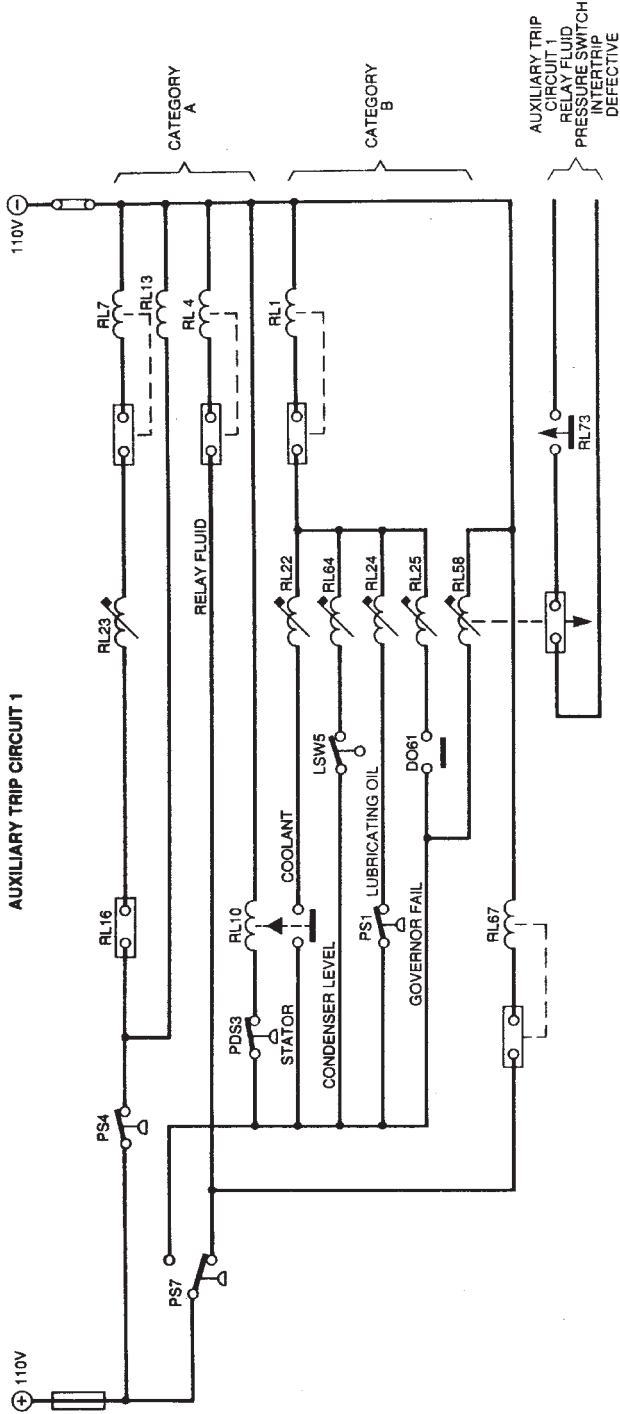 AUXILIARY TRIP CIRCUIT 1
+ 110V
110V −
PS4
RL16
RL23
RL7
RL13
CATEGORY
A
PS7
RELAY FLUID
RL 4
PDS3
RL10
STATOR
COOLANT
RL22
RL1
CATEGORY
B
CONDENSER LEVEL
LSW5
RL64
PS1
LUBRICATING OIL
RL24
GOVERNOR FAIL
DO61
RL25
RL58
RL67
RL73
AUXILIARY TRIP
CIRCUIT 1
RELAY FLUID
PRESSURE SWITCH
INTERTRIP
DEFECTIVE